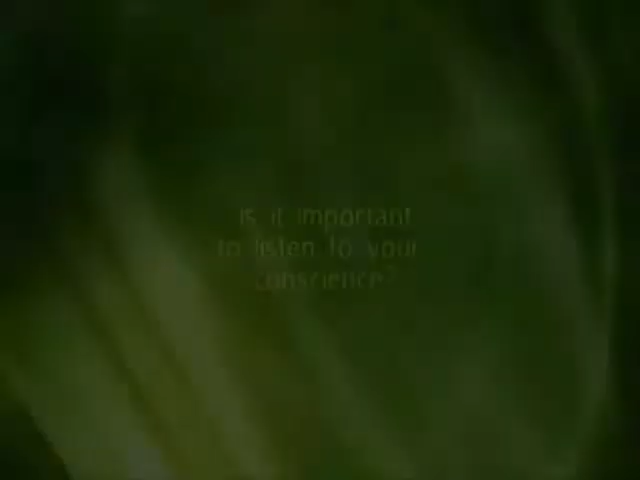 is it important
to listen to your
conscience?